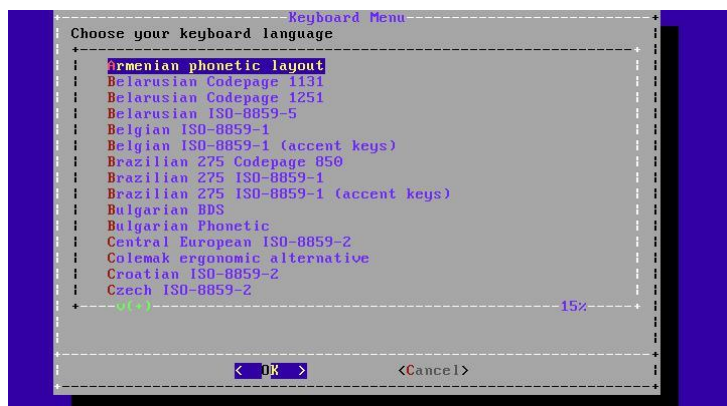 Keyboard Menu
Choose your keyboard language
Armenian phonetic layout
Belarusian Codepage 1131
Belarusian Codepage 1251
Belarusian ISO-8859-5
Belgian ISO-8859-1
Belgian ISO-8859-1 (accent keys)
Brazilian 275 Codepage 850
Brazilian 275 ISO-8859-1
Brazilian 275 ISO-8859-1 (accent keys)
Bulgarian BDS
Bulgarian Phonetic
Central European ISO-8859-2
Colemak ergonomic alternative
Croatian ISO-8859-2
Czech ISO-8859-2
v(+) 15%
< OK > <Cancel>